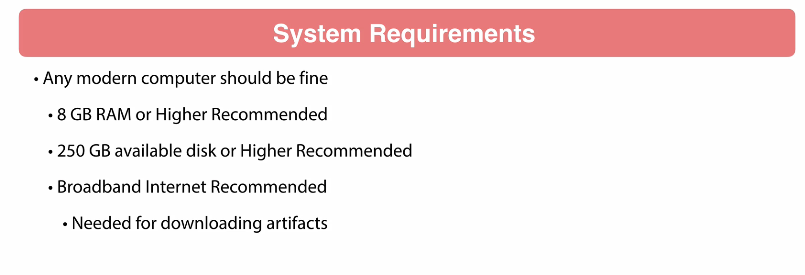 System Requirements
• Any modern computer should be fine
• 8 GB RAM or Higher Recommended
• 250 GB available disk or Higher Recommended
• Broadband Internet Recommended
• Needed for downloading artifacts